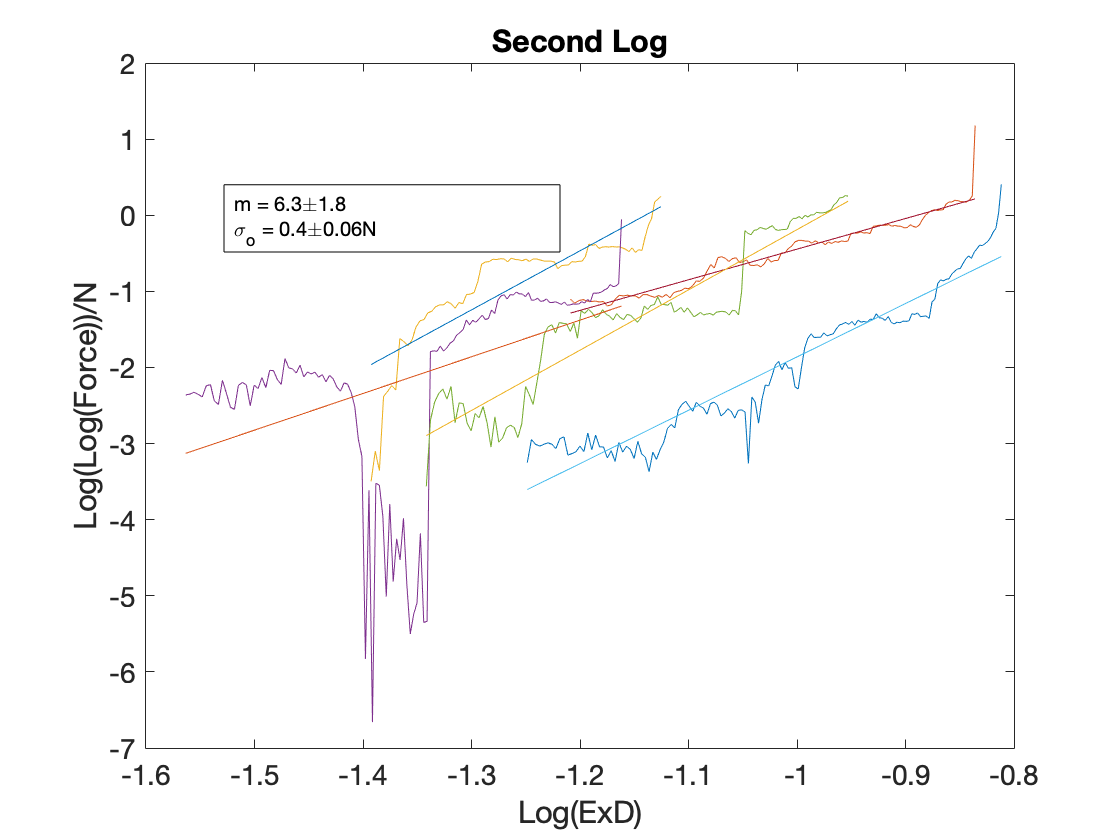 Second Log
2
1
0
-1
-2
-3
-4
-5
-6
-7
Log(Log(Force))/N
m = 6.3±1.8
σo = 0.4±0.06N
-1.6 -1.5 -1.4 -1.3 -1.2 -1.1 -1 -0.9 -0.8
Log(ExD)